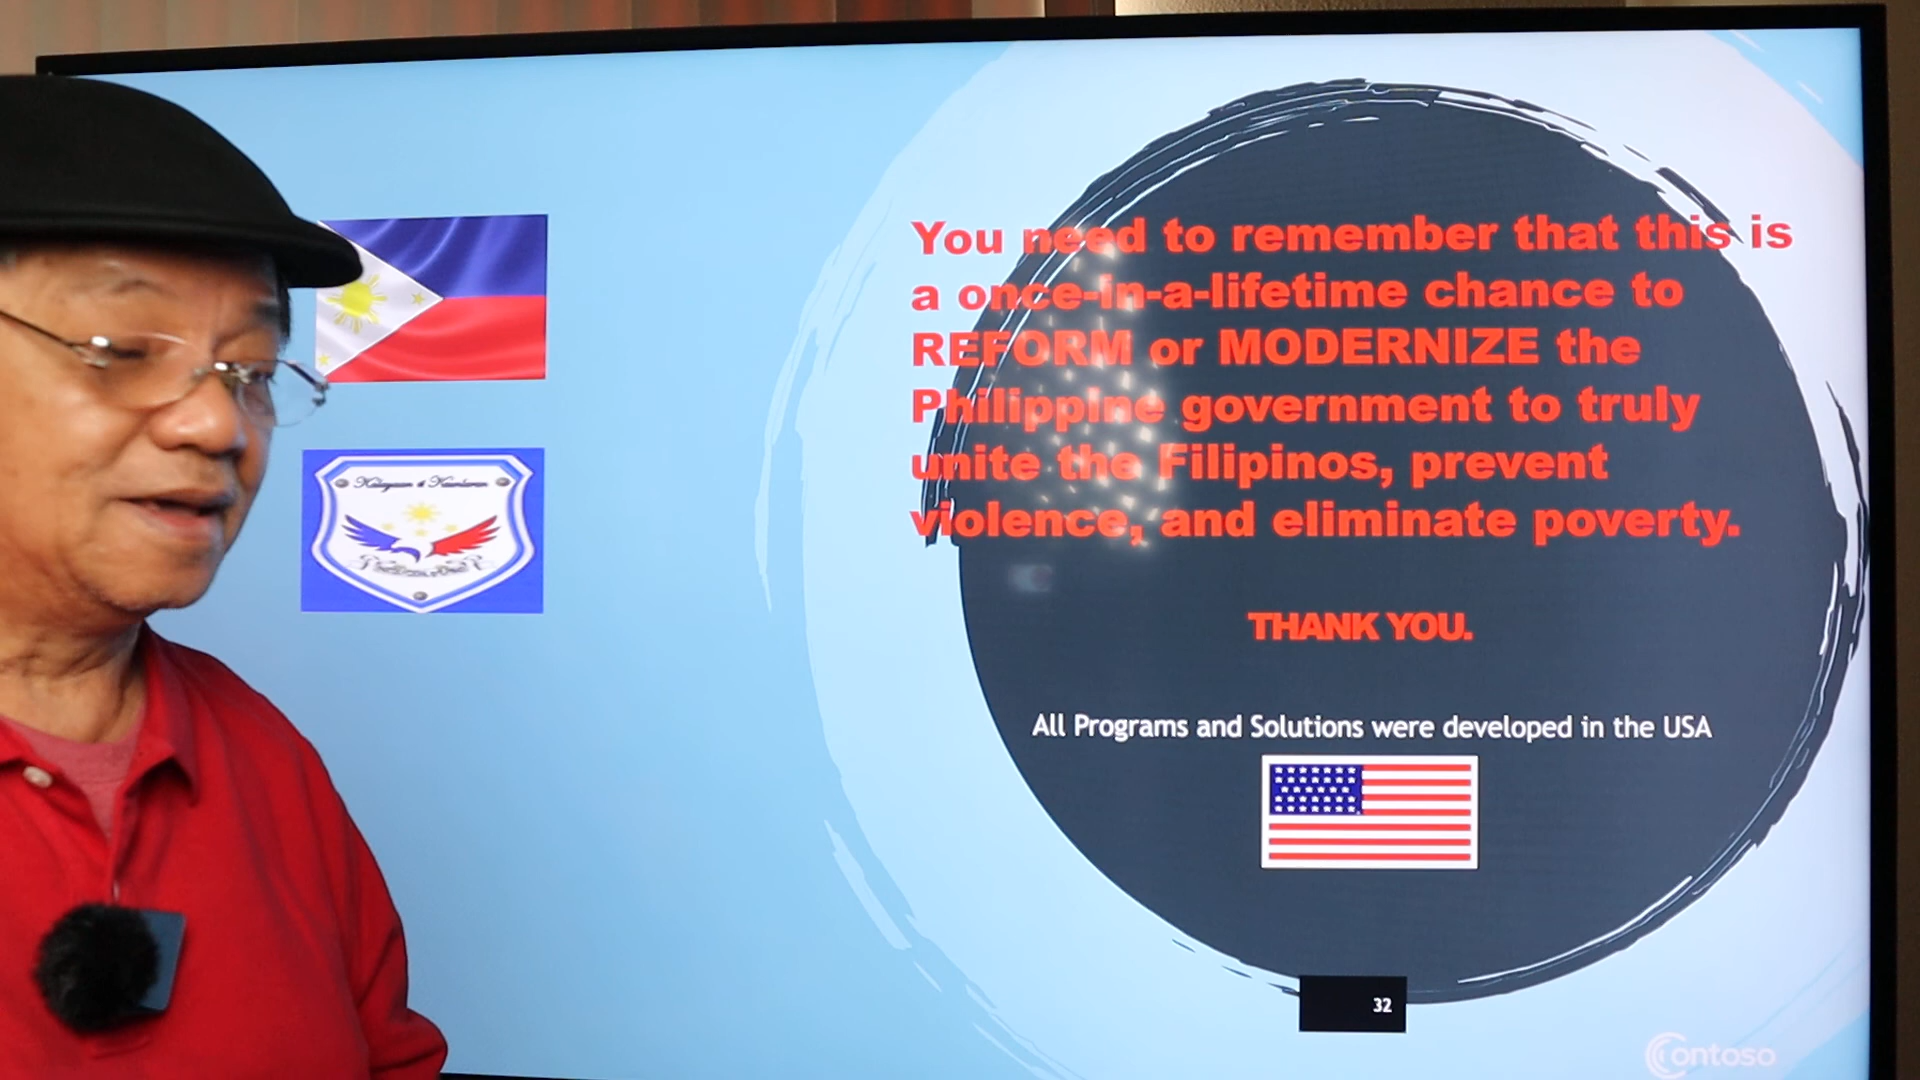 You need to remember that this is
a once-in-a-lifetime chance to
REFORM or MODERNIZE the
Philippine government to truly
unite the Filipinos, prevent
violence, and eliminate poverty.
THANK YOU.
All Programs and Solutions were developed in the USA
32
Contoso